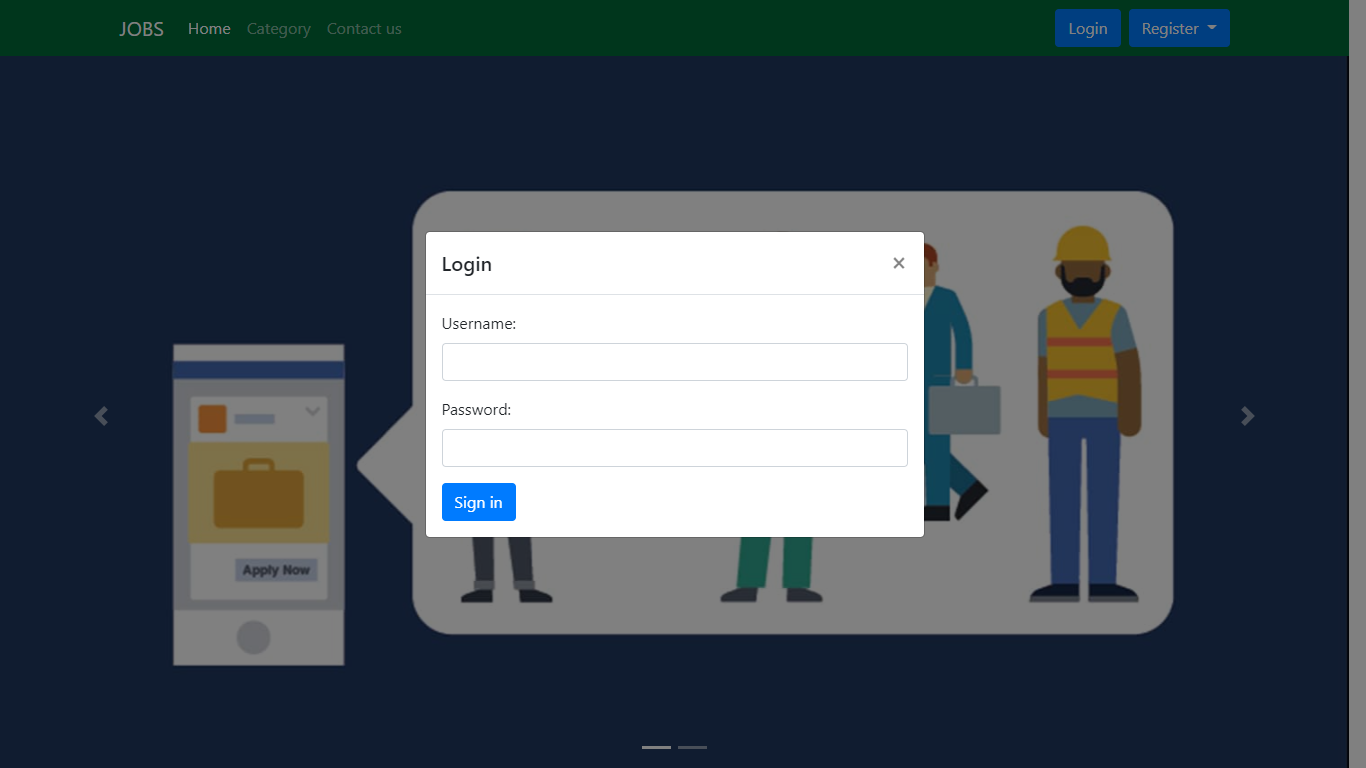 JOBS Home Category Contact us Login Register
Login ×
Username:
Password:
Sign in
Apply Now